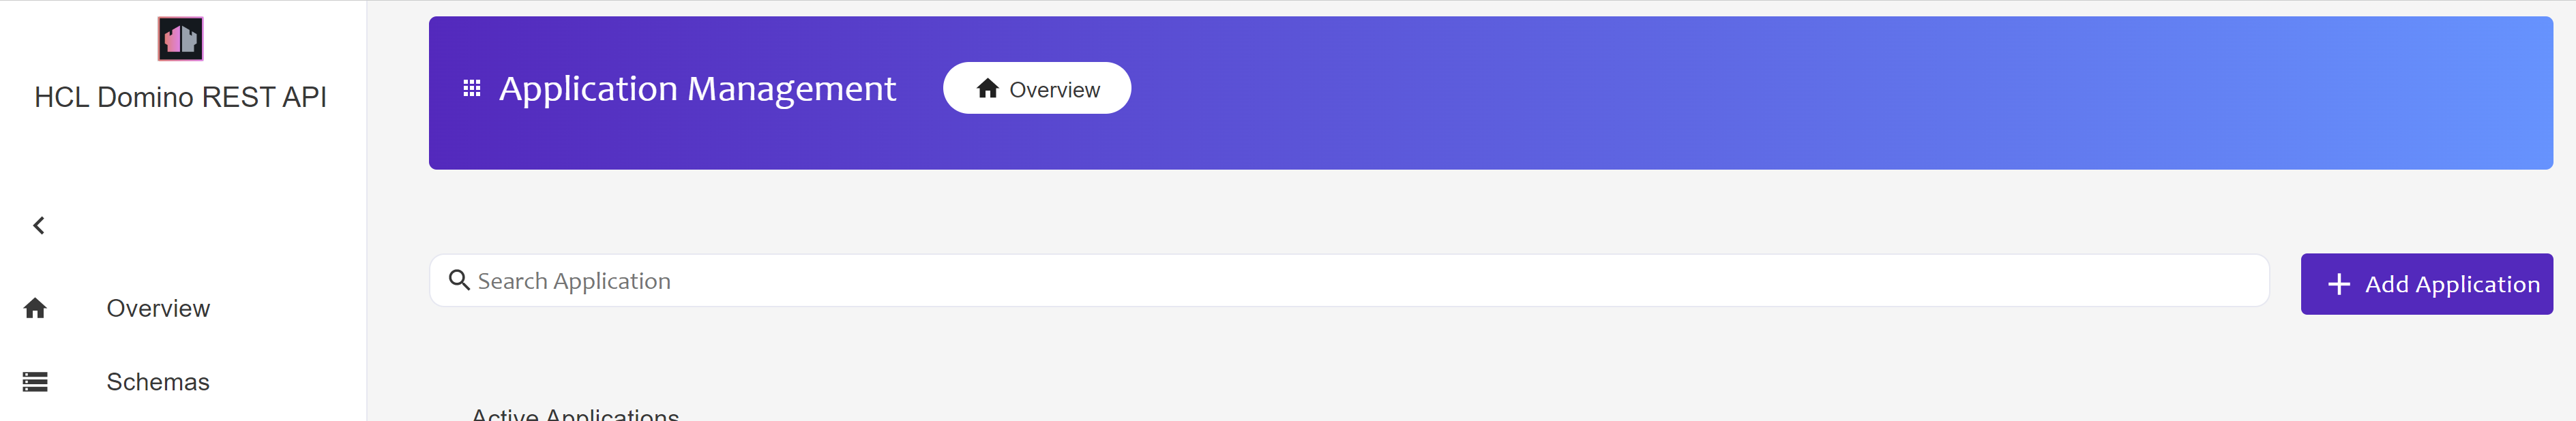 HCL Domino REST API
Overview
Schemas
Application Management
Overview
Search Application
Add Application
Active Applications